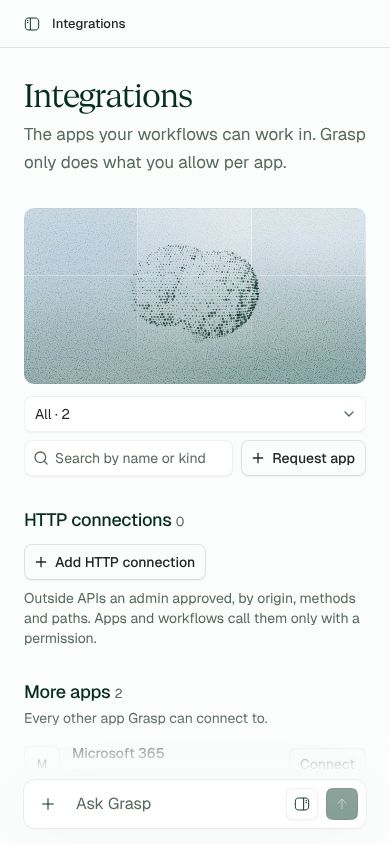 Integrations
Integrations
The apps your workflows can work in. Grasp
only does what you allow per app.
All · 2
Search by name or kind
Request app
HTTP connections 0
Add HTTP connection
Outside APIs an admin approved, by origin, methods
and paths. Apps and workflows call them only with a
permission.
More apps 2
Every other app Grasp can connect to.
Microsoft 365
M
Connect
Ask Grasp